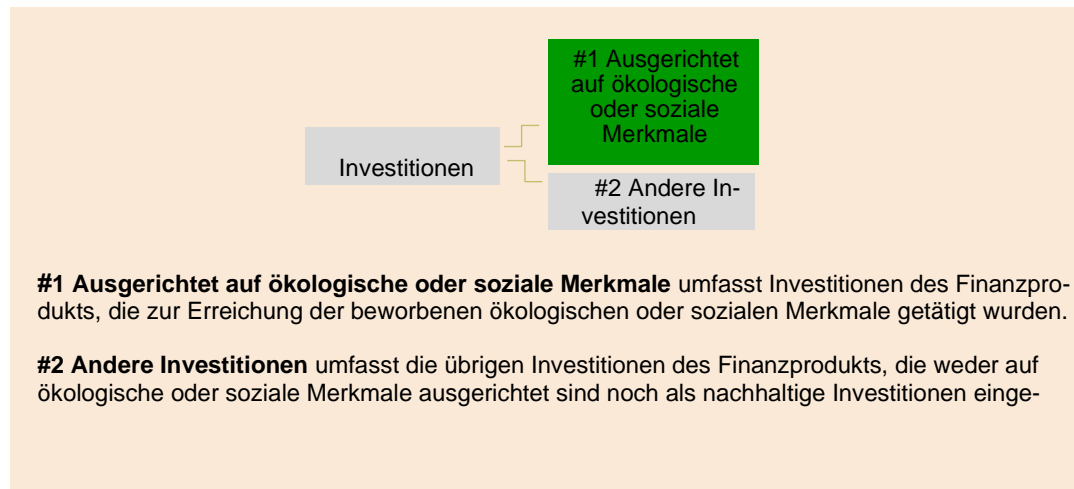 #1 Ausgerichtet
auf ökologische
oder soziale
Merkmale
Investitionen
#2 Andere In-
vestitionen
#1 Ausgerichtet auf ökologische oder soziale Merkmale umfasst Investitionen des Finanzpro-
dukts, die zur Erreichung der beworbenen ökologischen oder sozialen Merkmale getätigt wurden.
#2 Andere Investitionen umfasst die übrigen Investitionen des Finanzprodukts, die weder auf
ökologische oder soziale Merkmale ausgerichtet sind noch als nachhaltige Investitionen einge-